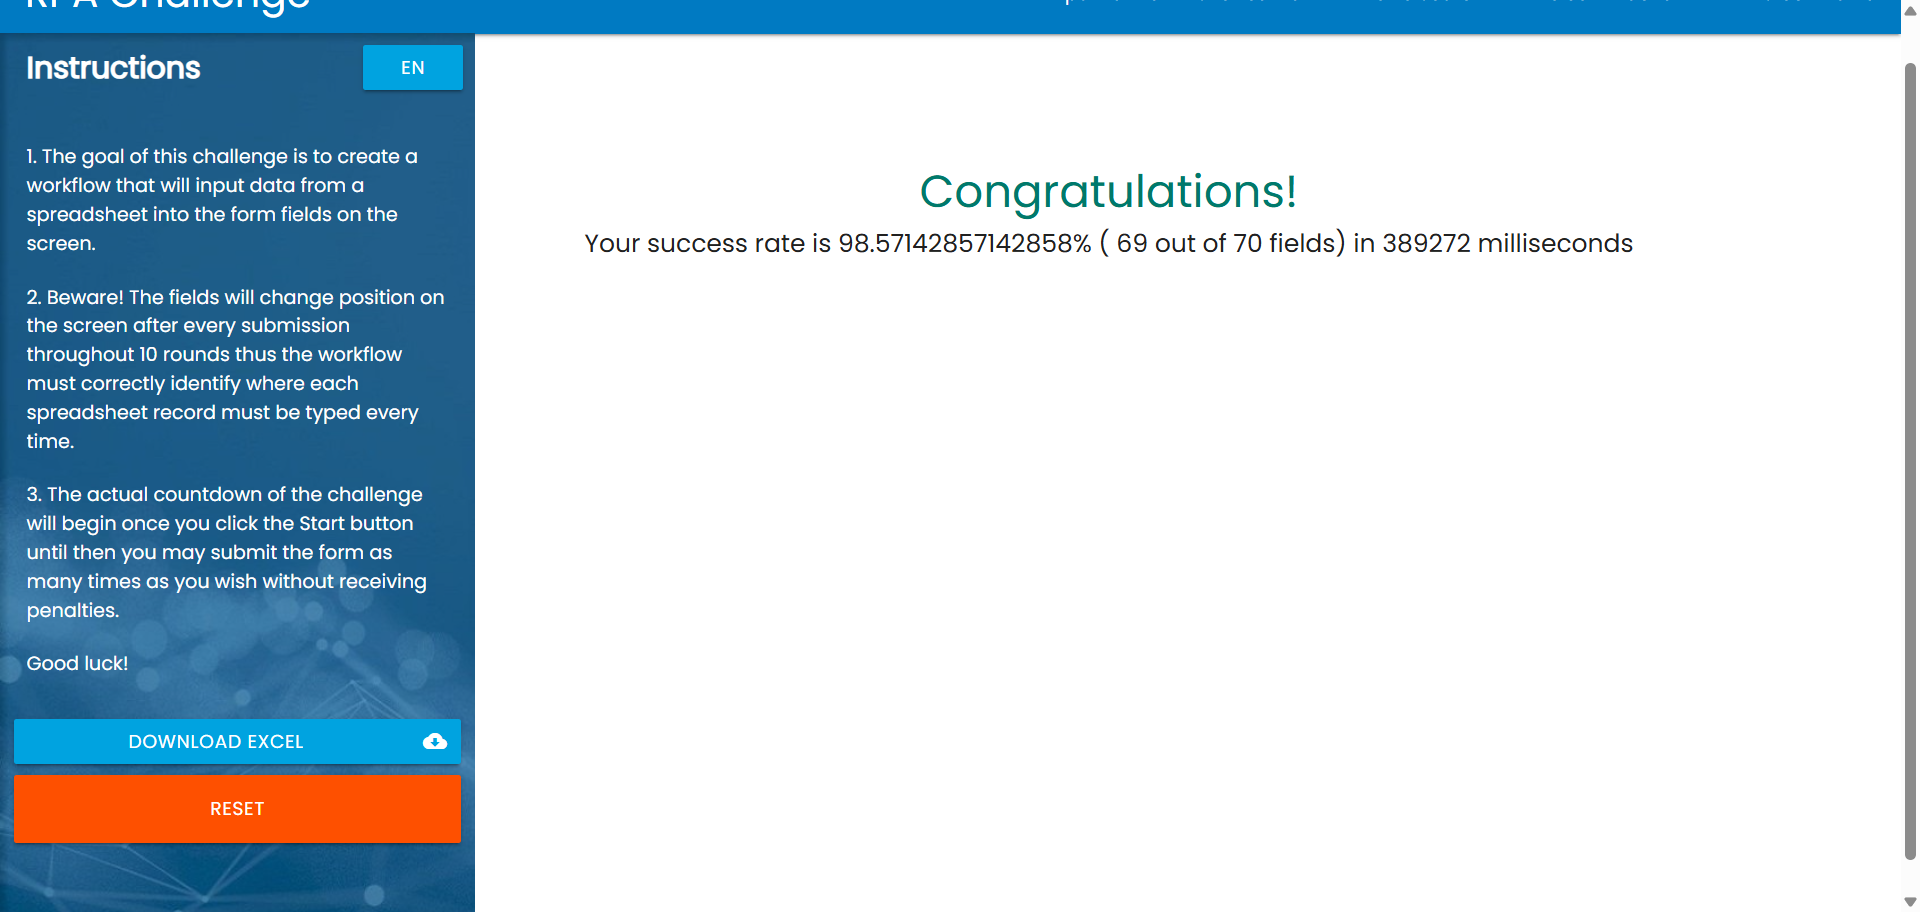 RPA Challenge
Instructions
EN
1. The goal of this challenge is to create a
workflow that will input data from a
spreadsheet into the form fields on the
screen.
2. Beware! The fields will change position on
the screen after every submission
throughout 10 rounds thus the workflow
must correctly identify where each
spreadsheet record must be typed every
time.
3. The actual countdown of the challenge
will begin once you click the Start button
until then you may submit the form as
many times as you wish without receiving
penalties.
Good luck!
DOWNLOAD EXCEL
RESET
Congratulations!
Your success rate is 98.57142857142858% ( 69 out of 70 fields) in 389272 milliseconds